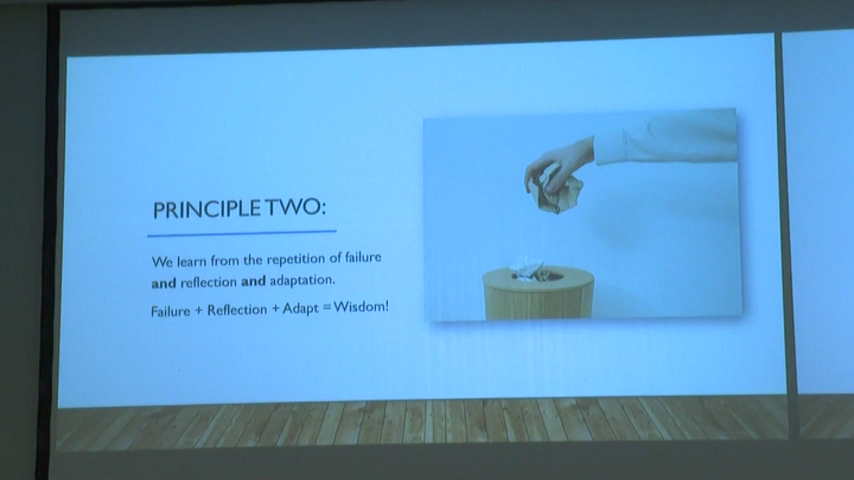 PRINCIPLE TWO:
We learn from the repetition of failure
and reflection and adaptation.
Failure + Reflection + Adapt = Wisdom!